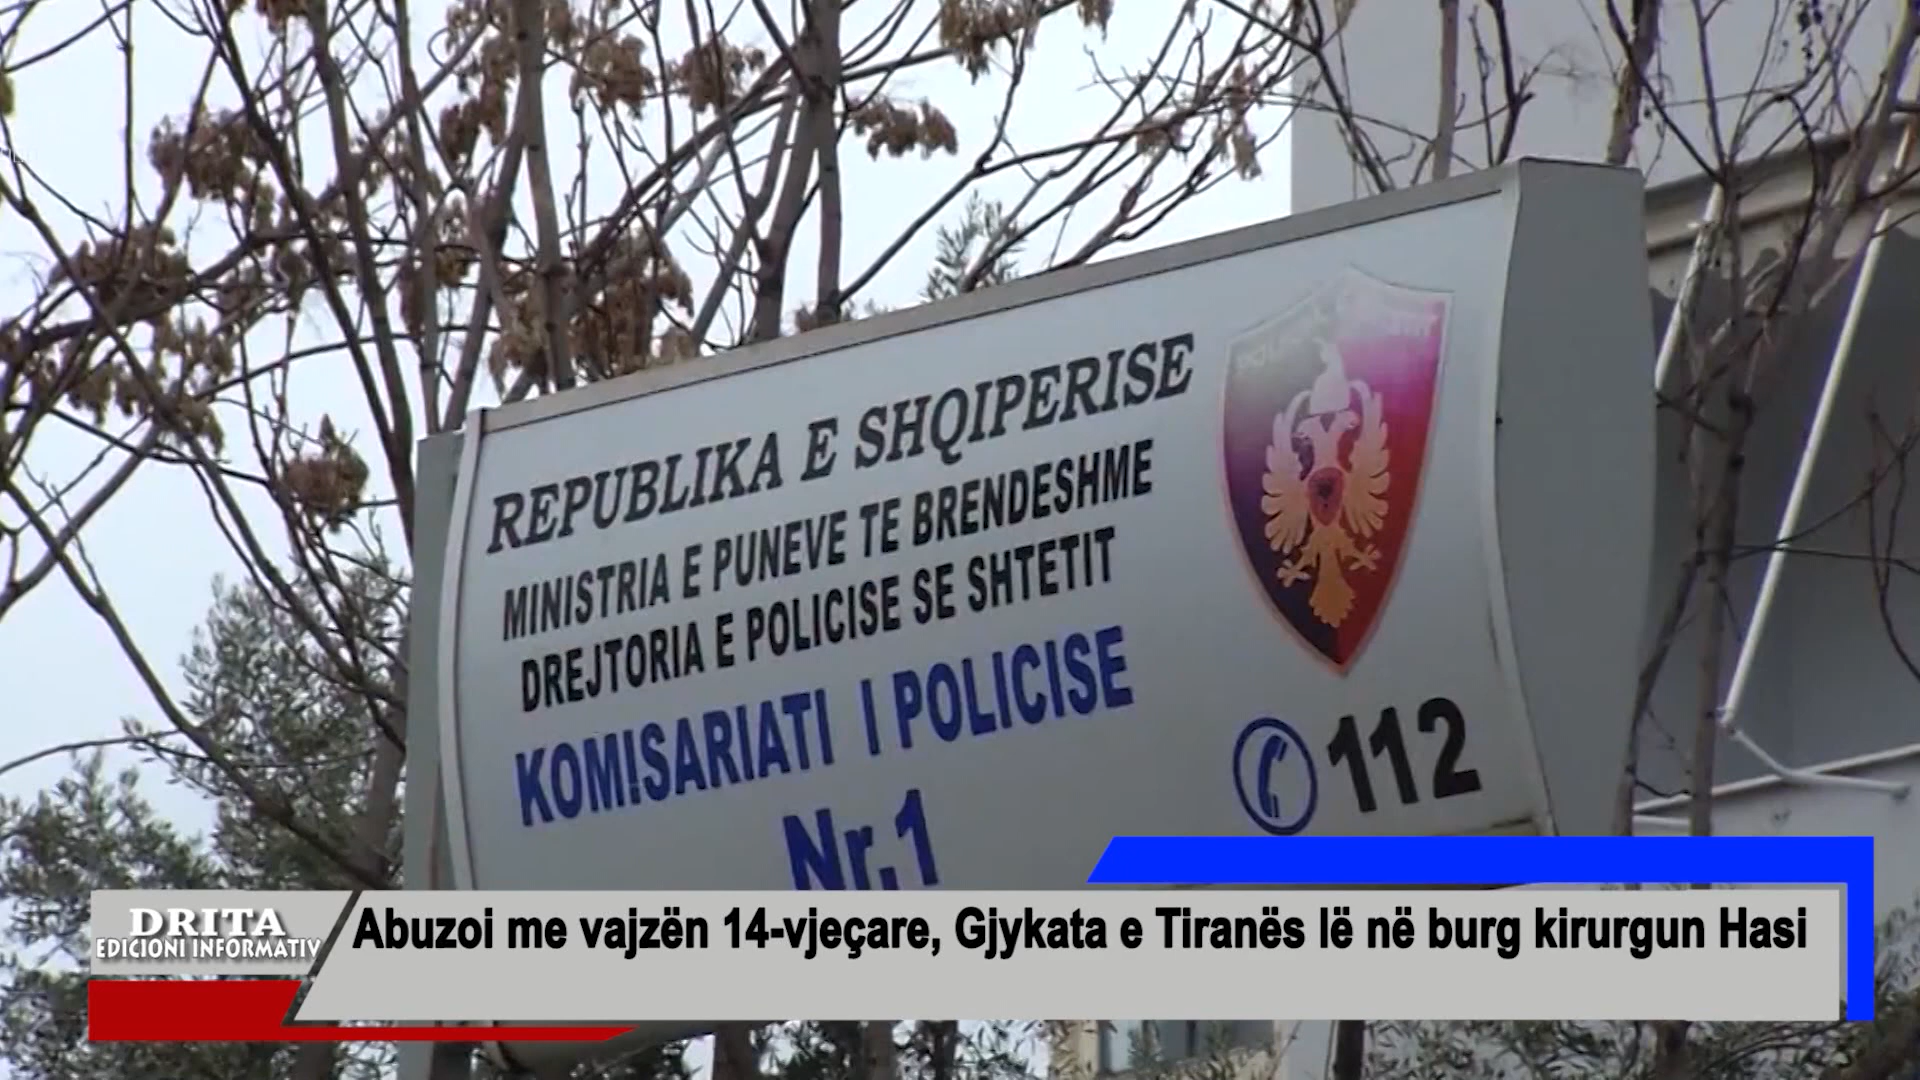 REPUBLIKA E SHQIPERISE
MINISTRIA E PUNEVE TE BRENDESHME
DREJTORIA E POLICISE SE SHTETIT
KOMISARIATI I POLICISE
Nr.1
112
DRITA
EDICIONI INFORMATIV
Abuzoi me vajzën 14-vjeçare, Gjykata e Tiranës lë në burg kirurgun Hasi